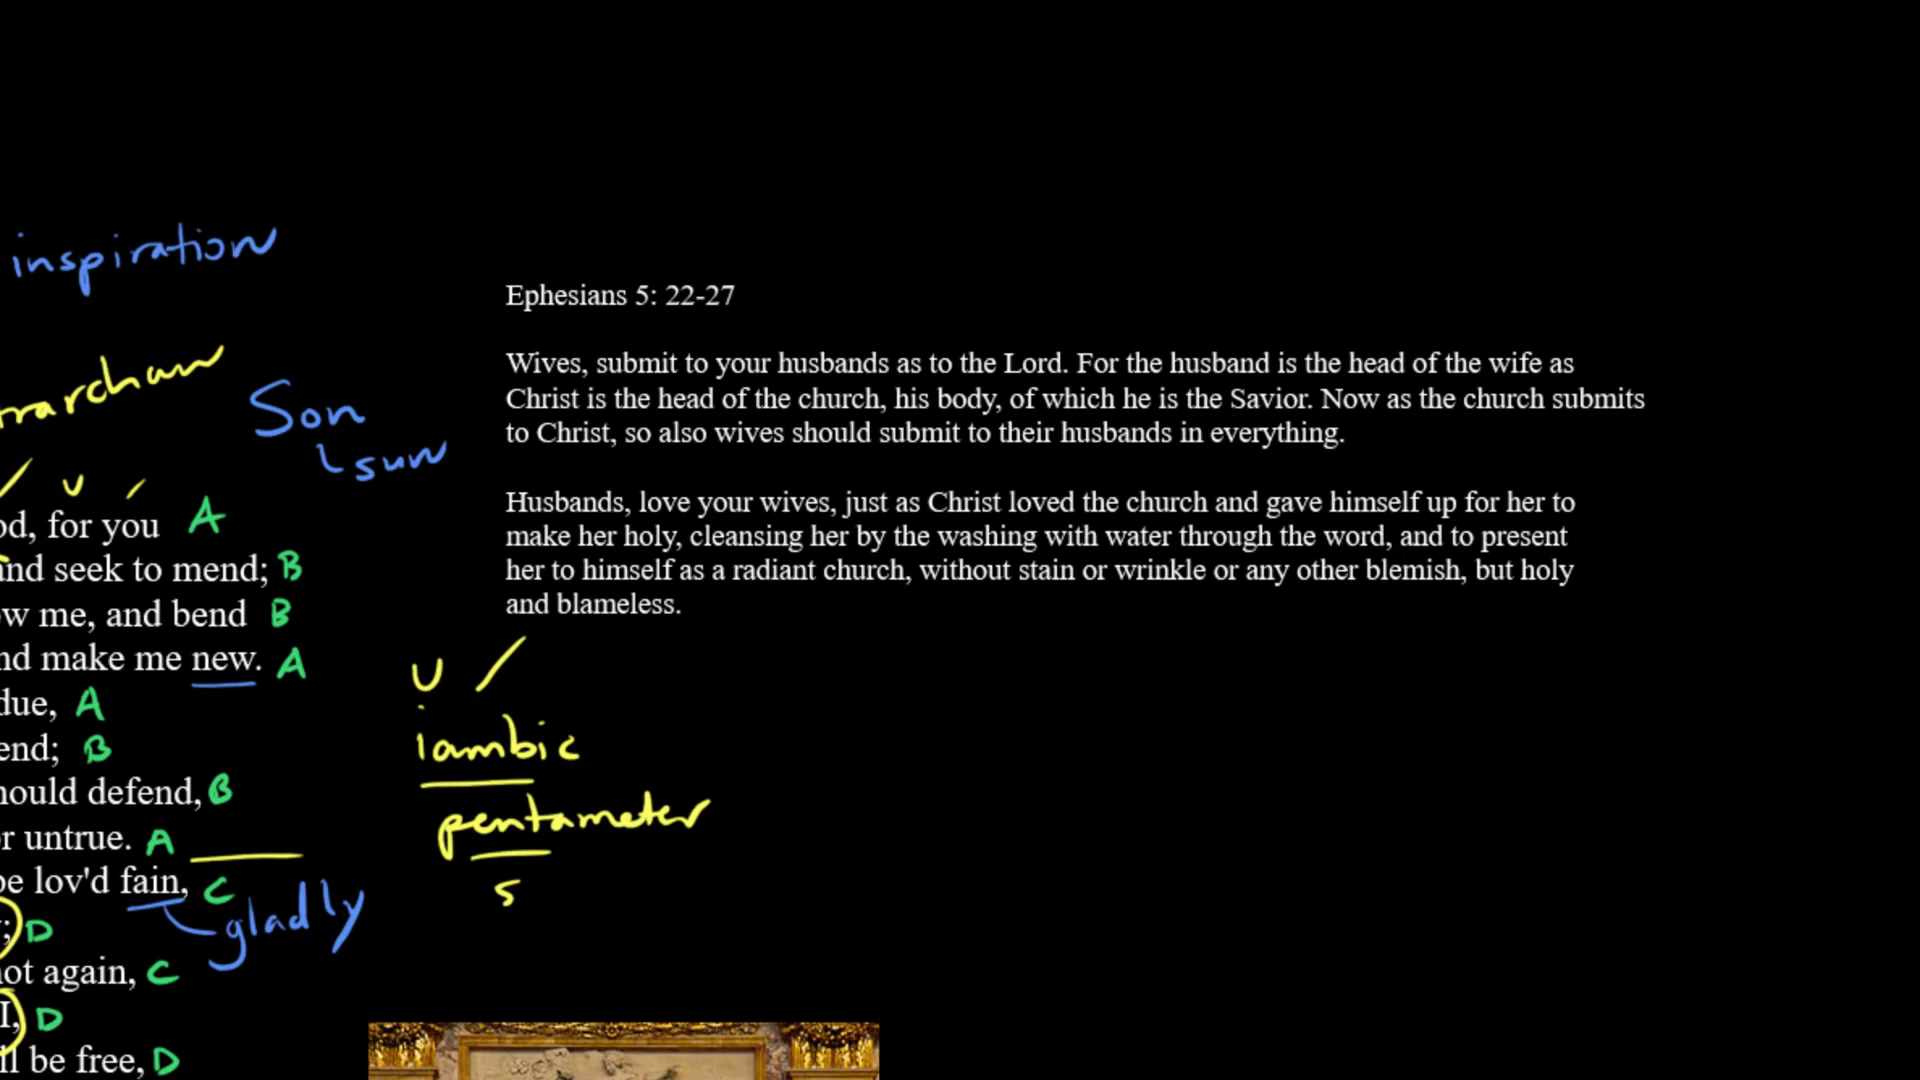 inspiration
Ephesians 5: 22-27
Wives, submit to your husbands as to the Lord. For the husband is the head of the wife as
Christ is the head of the church, his body, of which he is the Savior. Now as the church submits
to Christ, so also wives should submit to their husbands in everything.
Husbands, love your wives, just as Christ loved the church and gave himself up for her to
make her holy, cleansing her by the washing with water through the word, and to present
her to himself as a radiant church, without stain or wrinkle or any other blemish, but holy
and blameless.
rarchan
Son
sun
U /
od, for you A
and seek to mend; B
ow me, and bend B
nd make me new. A
due, A
end; B
hould defend, B
r untrue. A
be lov'd fain, C
gladly
; D
not again, C
I, D
ll be free, D
U /
iambic
pentameter
5